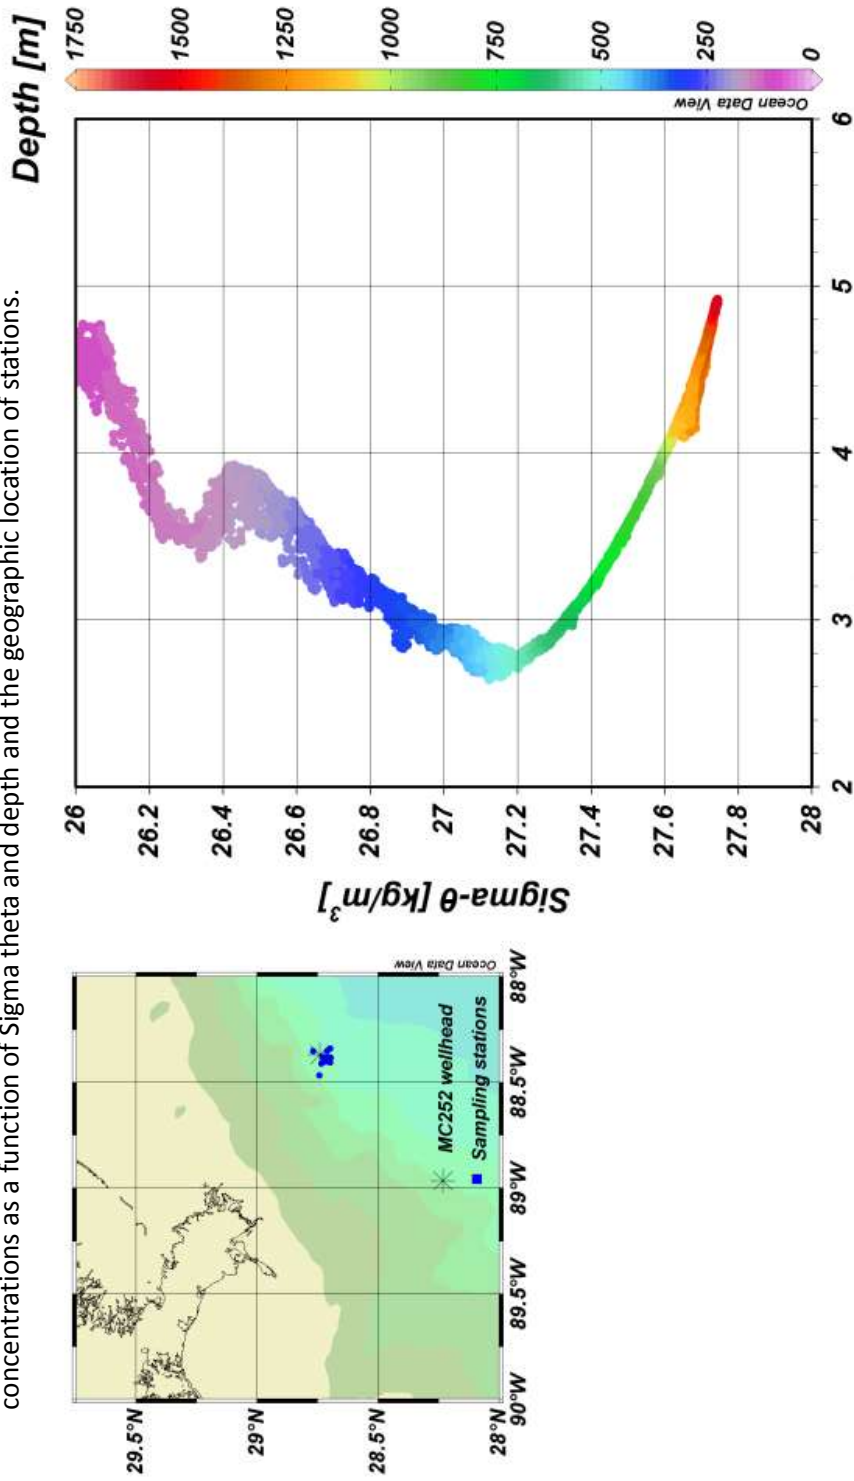 concentrations as a function of Sigma theta and depth and the geographic location of stations.
29.5°N
29°N
28.5°N
28°N
90°W
89.5°W
89°W
88.5°W
88°W
MC252 wellhead
Sampling stations
Ocean Data View
Sigma-θ [kg/m³]
26
26.2
26.4
26.6
26.8
27
27.2
27.4
27.6
27.8
28
2
3
4
5
6
Depth [m]
1750
1500
1250
1000
750
500
250
0
Ocean Data View